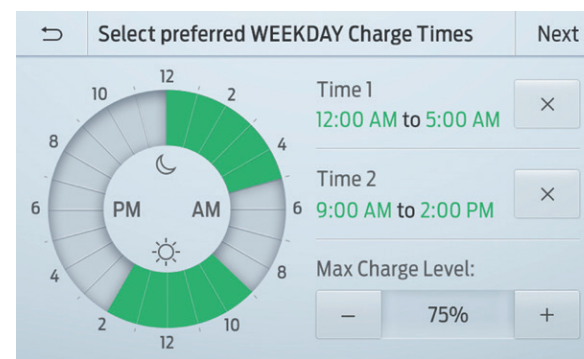 Select preferred WEEKDAY Charge Times
Next
12
2
4
6
8
10
12
2
4
6
8
10
PM
AM
Time 1
12:00 AM to 5:00 AM
×
Time 2
9:00 AM to 2:00 PM
×
Max Charge Level:
− 75% +